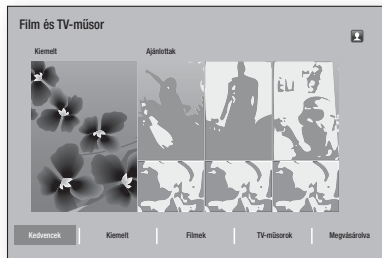 Film és TV-műsor
Kiemelt
Ajánlottak
Kedvencek
Kiemelt
Filmek
TV-műsorok
Megvásárolva